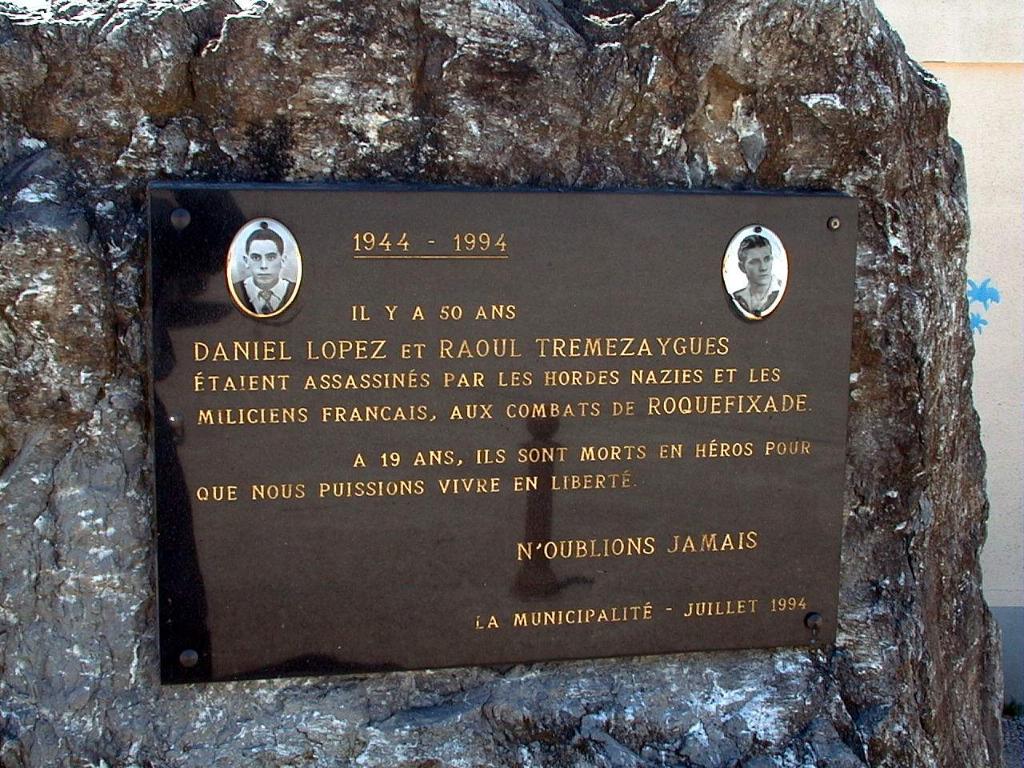 1944 - 1994
IL Y A 50 ANS
DANIEL LOPEZ ET RAOUL TREMEZAYGUES
ÉTAIENT ASSASSINÉS PAR LES HORDES NAZIES ET LES
MILICIENS FRANCAIS, AUX COMBATS DE ROQUEFIXADE.
A 19 ANS, ILS SONT MORTS EN HÉROS POUR
QUE NOUS PUISSIONS VIVRE EN LIBERTÉ.
N'OUBLIONS JAMAIS
LA MUNICIPALITÉ - JUILLET 1994